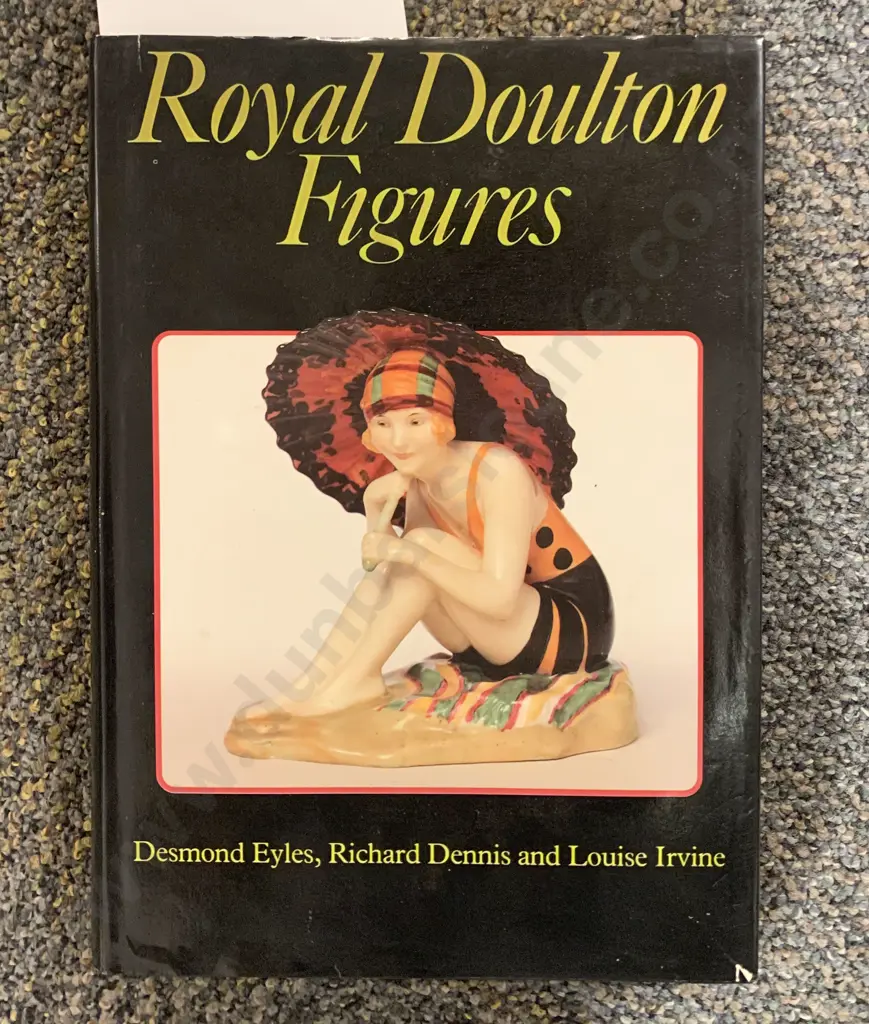 Royal Doulton
Figures
Desmond Eyles, Richard Dennis and Louise Irvine